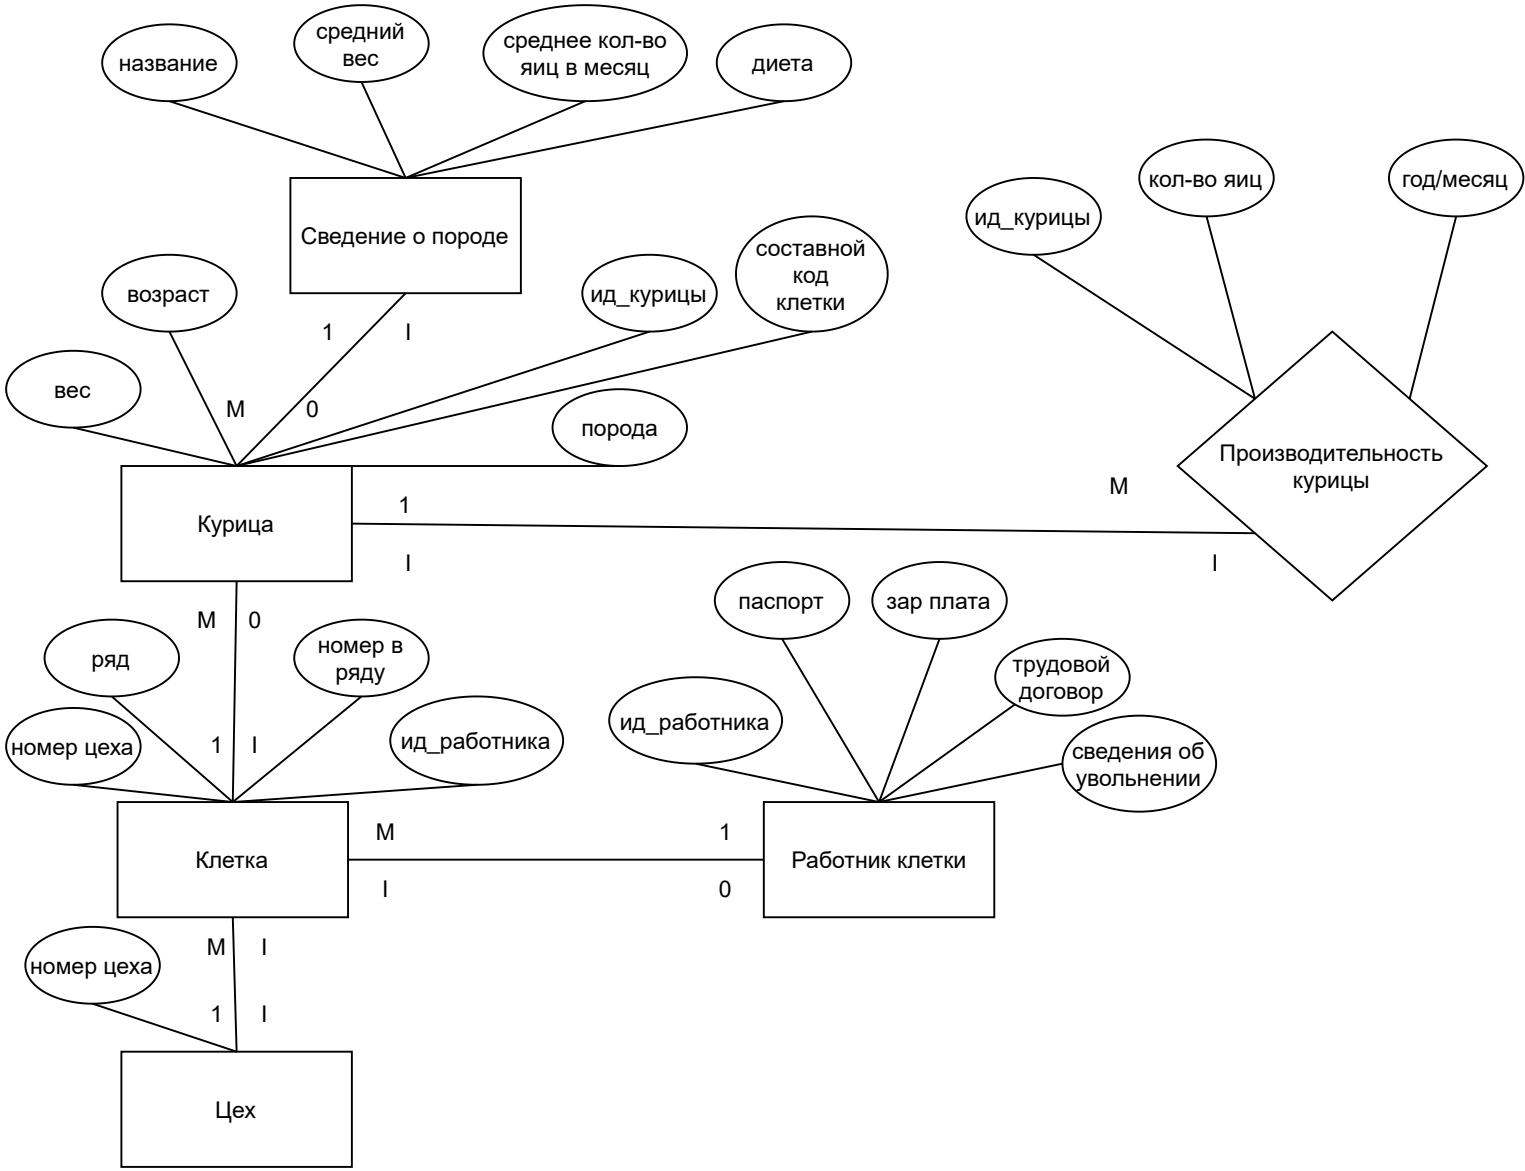 название
средний
вес
среднее кол-во
яиц в месяц
диета
Сведение о породе
ид_курицы
кол-во яиц
год/месяц
возраст
вес
ид_курицы
составной
код
клетки
порода
1
I
M
0
Курица
1
I
M
I
Производительность
курицы
M
0
ряд
номер в
ряду
номер цеха
1
I
ид_работника
паспорт
зар плата
трудовой
договор
ид_работника
сведения об
увольнении
Клетка
M
I
1
0
Работник клетки
номер цеха
M
I
1
I
Цех